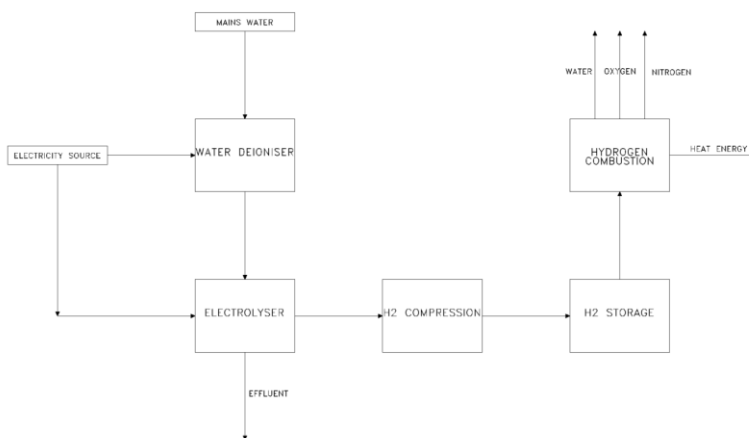 MAINS WATER
WATER OXYGEN NITROGEN
ELECTRICITY SOURCE
WATER DEIONISER
HYDROGEN
COMBUSTION
HEAT ENERGY
ELECTROLYSER
H2 COMPRESSION
H2 STORAGE
EFFLUENT